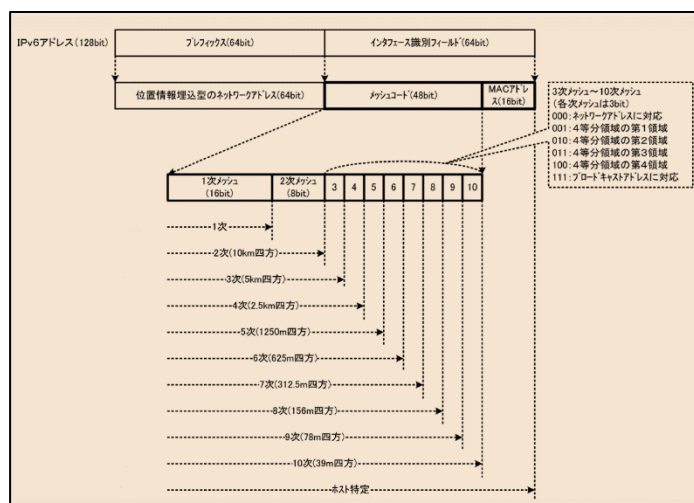 IPv6アドレス(128bit)
プレフィックス(64bit)
インタフェース識別フィールド(64bit)
位置情報埋込型のネットワークアドレス(64bit)
メッシュコード(48bit)
MACアドレ
ス(16bit)
3次メッシュ～10次メッシュ
(各次メッシュは3bit)
000:ネットワークアドレスに対応
001:4等分領域の第1領域
010:4等分領域の第2領域
011:4等分領域の第3領域
100:4等分領域の第4領域
111:ブロードキャストアドレスに対応
1次メッシュ
(16bit)
2次メッシュ
(8bit)
3 4 5 6 7 8 9 10
1次
2次(10km四方)
3次(5km四方)
4次(2.5km四方)
5次(1250m四方)
6次(625m四方)
7次(312.5m四方)
8次(156m四方)
9次(78m四方)
10次(39m四方)
ホスト特定